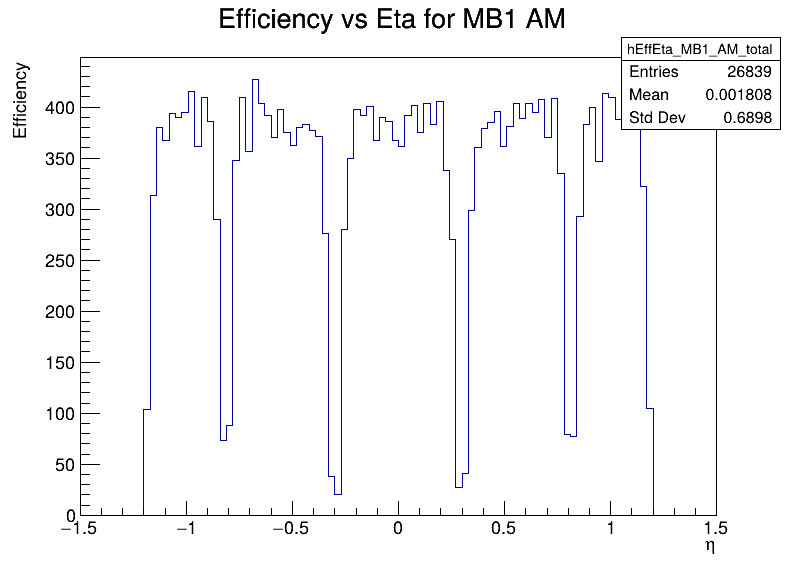 Efficiency vs Eta for MB1 AM
hEffEta_MB1_AM_total
Entries 26839
Mean 0.001808
Std Dev 0.6898
Efficiency
400
350
300
250
200
150
100
50
0
−1.5 −1 −0.5 0 0.5 1 1.5
η